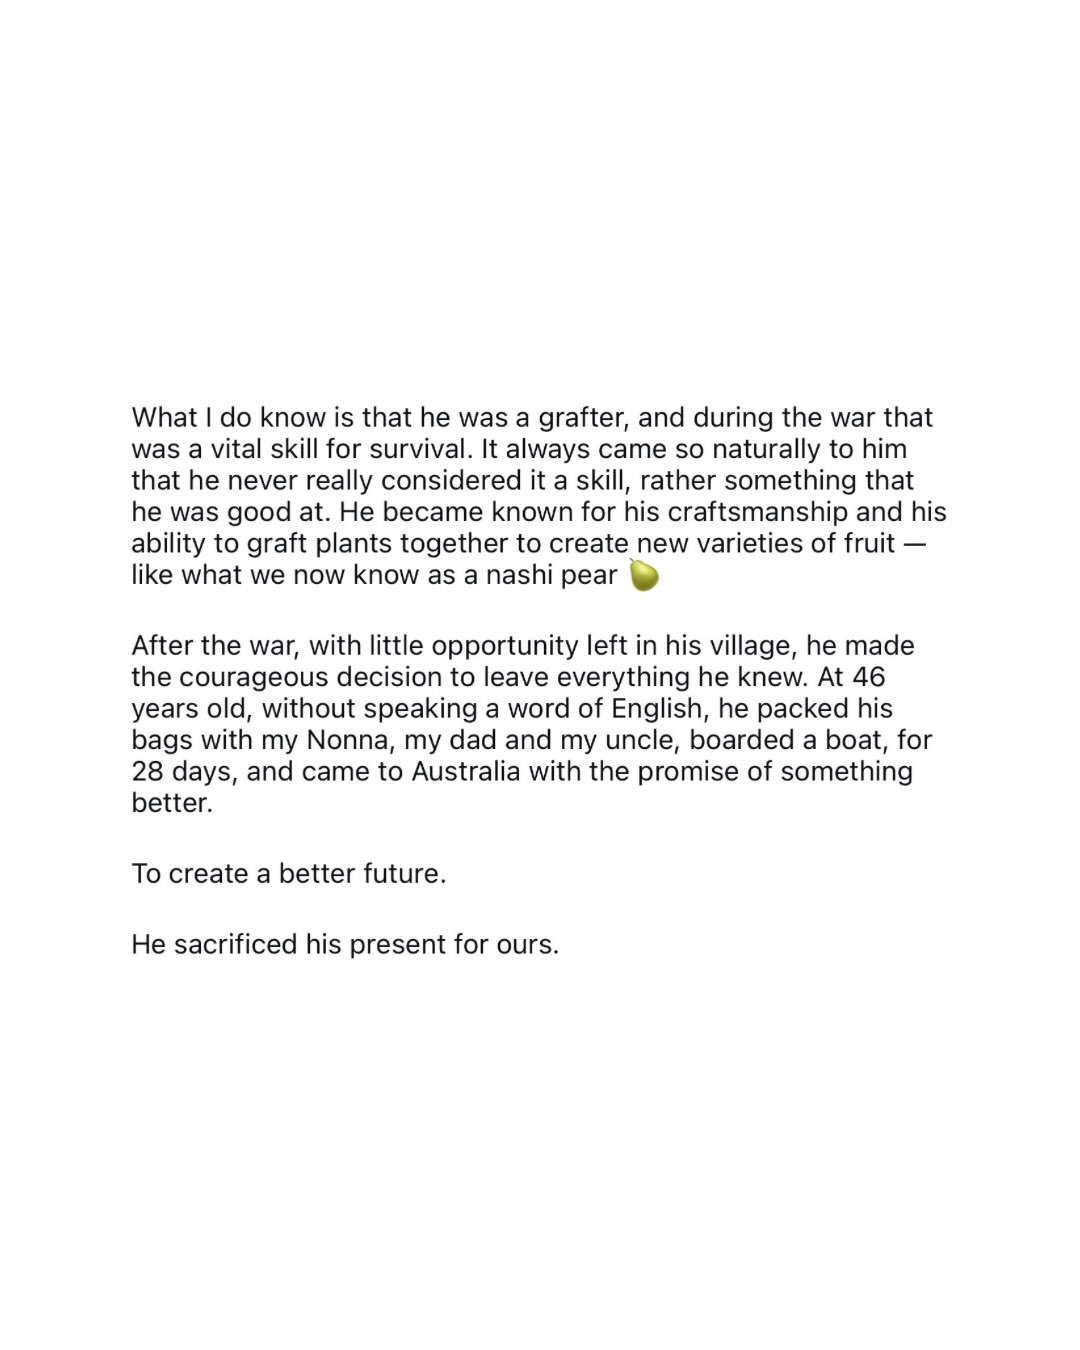 What I do know is that he was a grafter, and during the war that
was a vital skill for survival. It always came so naturally to him
that he never really considered it a skill, rather something that
he was good at. He became known for his craftsmanship and his
ability to graft plants together to create new varieties of fruit —
like what we now know as a nashi pear 🍐
After the war, with little opportunity left in his village, he made
the courageous decision to leave everything he knew. At 46
years old, without speaking a word of English, he packed his
bags with my Nonna, my dad and my uncle, boarded a boat, for
28 days, and came to Australia with the promise of something
better.
To create a better future.
He sacrificed his present for ours.